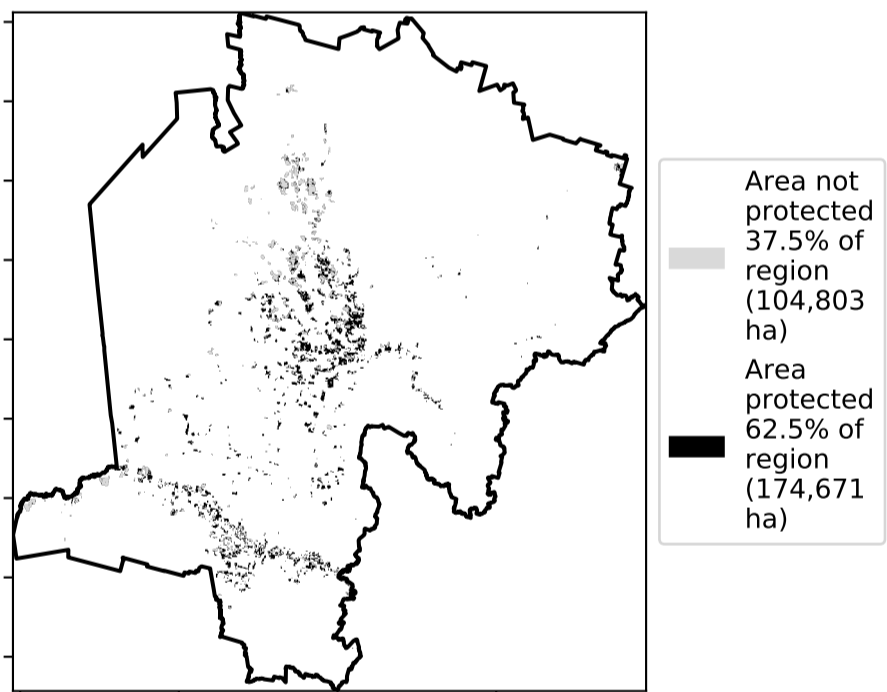 Area not
protected
37.5% of
region
(104,803
ha)
Area
protected
62.5% of
region
(174,671
ha)